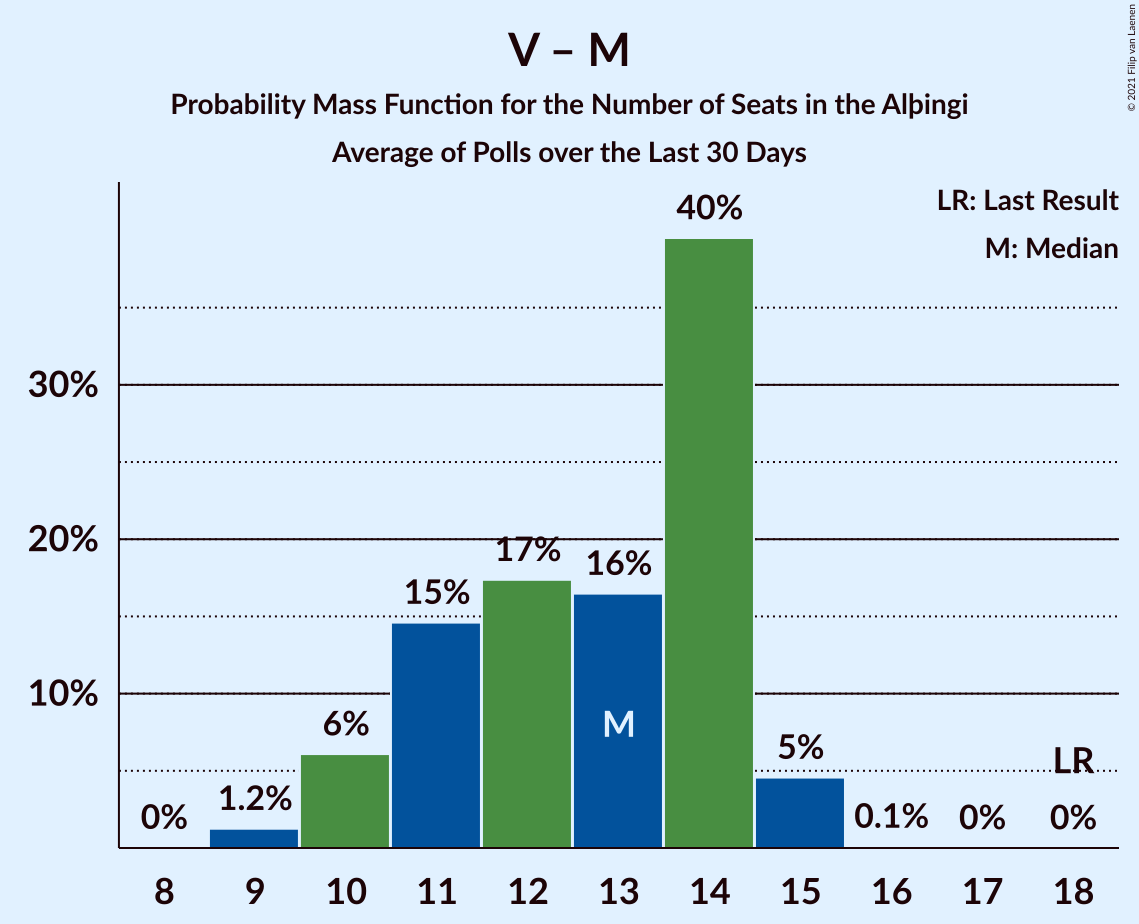 V – M
Probability Mass Function for the Number of Seats in the Alþingi
Average of Polls over the Last 30 Days
© 2021 Filip van Laenen
LR: Last Result
M: Median
40%
30%
20%
10%
0%
1.2%
6%
15%
17%
16%
M
5%
0.1%
0%
LR
0%
8 9 10 11 12 13 14 15 16 17 18